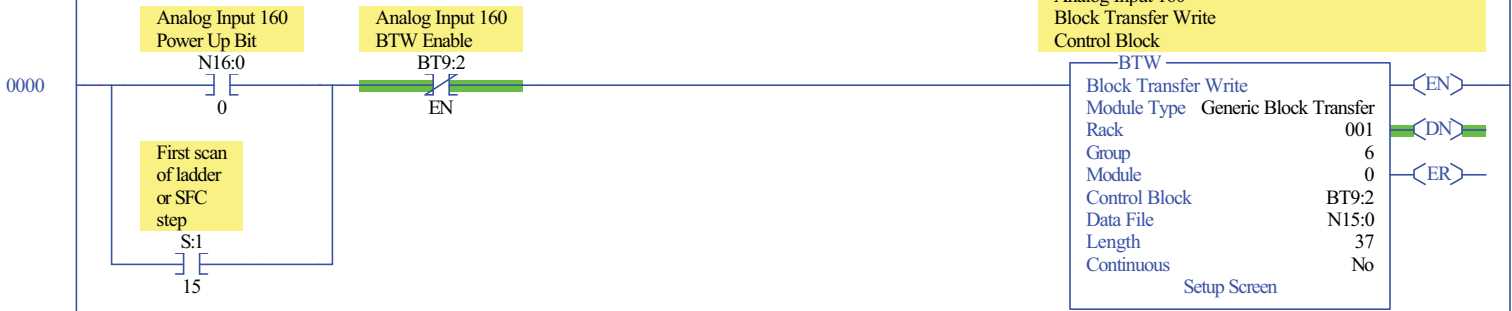 Analog Input 160
Power Up Bit
N16:0
0
Analog Input 160
BTW Enable
BT9:2
EN
Analog Input 160
Block Transfer Write
Control Block
0000
First scan
of ladder
or SFC
step
S:1
15
BTW
Block Transfer Write
Module Type Generic Block Transfer
Rack 001
Group 6
Module 0
Control Block BT9:2
Data File N15:0
Length 37
Continuous No
Setup Screen
EN
DN
ER